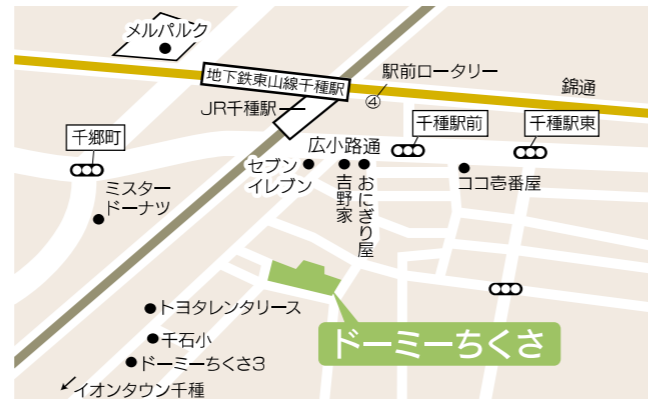 メルパルク
地下鉄東山線千種駅
駅前ロータリー
錦通
④
JR千種駅
千郷町
広小路通
千種駅前
千種駅東
セブン
イレブン
吉野家
おにぎり屋
ココ壱番屋
ミスター
ドーナツ
トヨタレンタリース
ドーミーちくさ
千石小
ドーミーちくさ3
イオンタウン千種